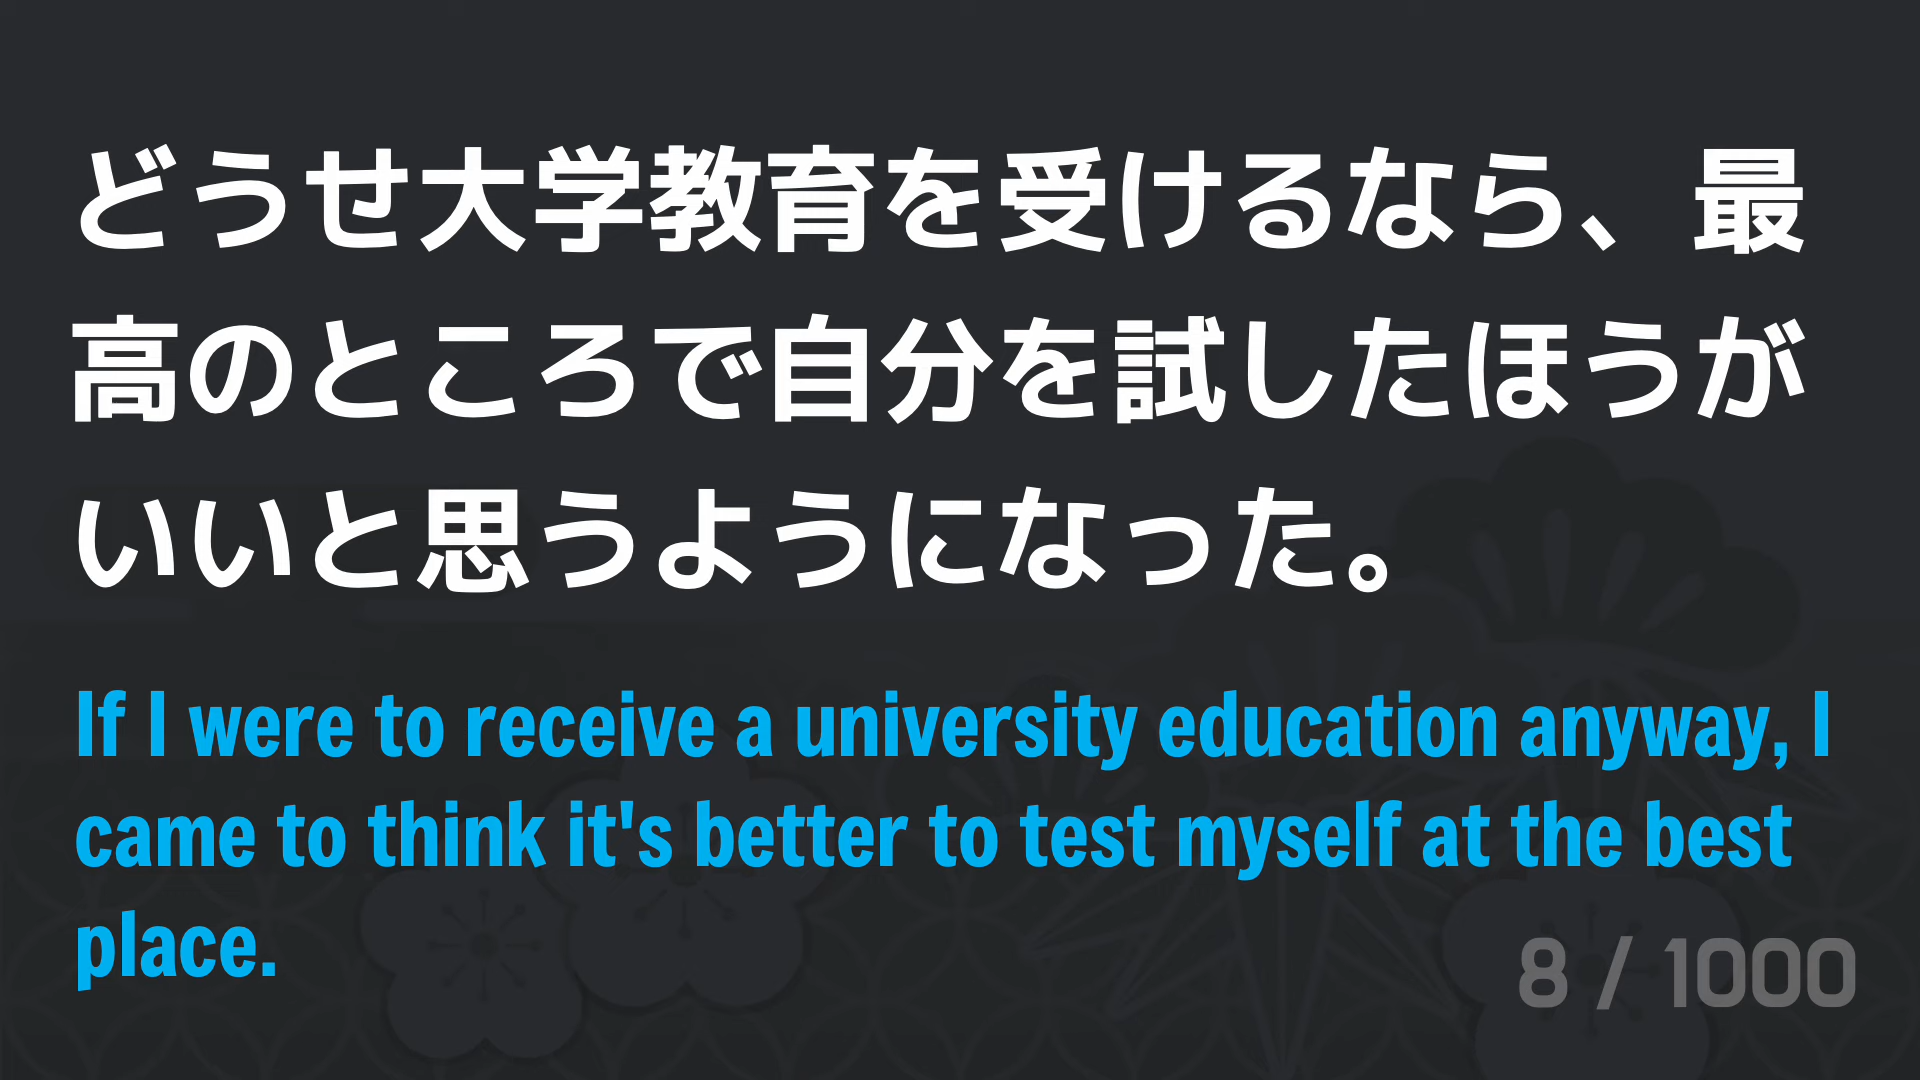 どうせ大学教育を受けるなら、最
高のところで自分を試したほうが
いいと思うようになった。
If I were to receive a university education anyway, I
came to think it's better to test myself at the best
place.
8 / 1000